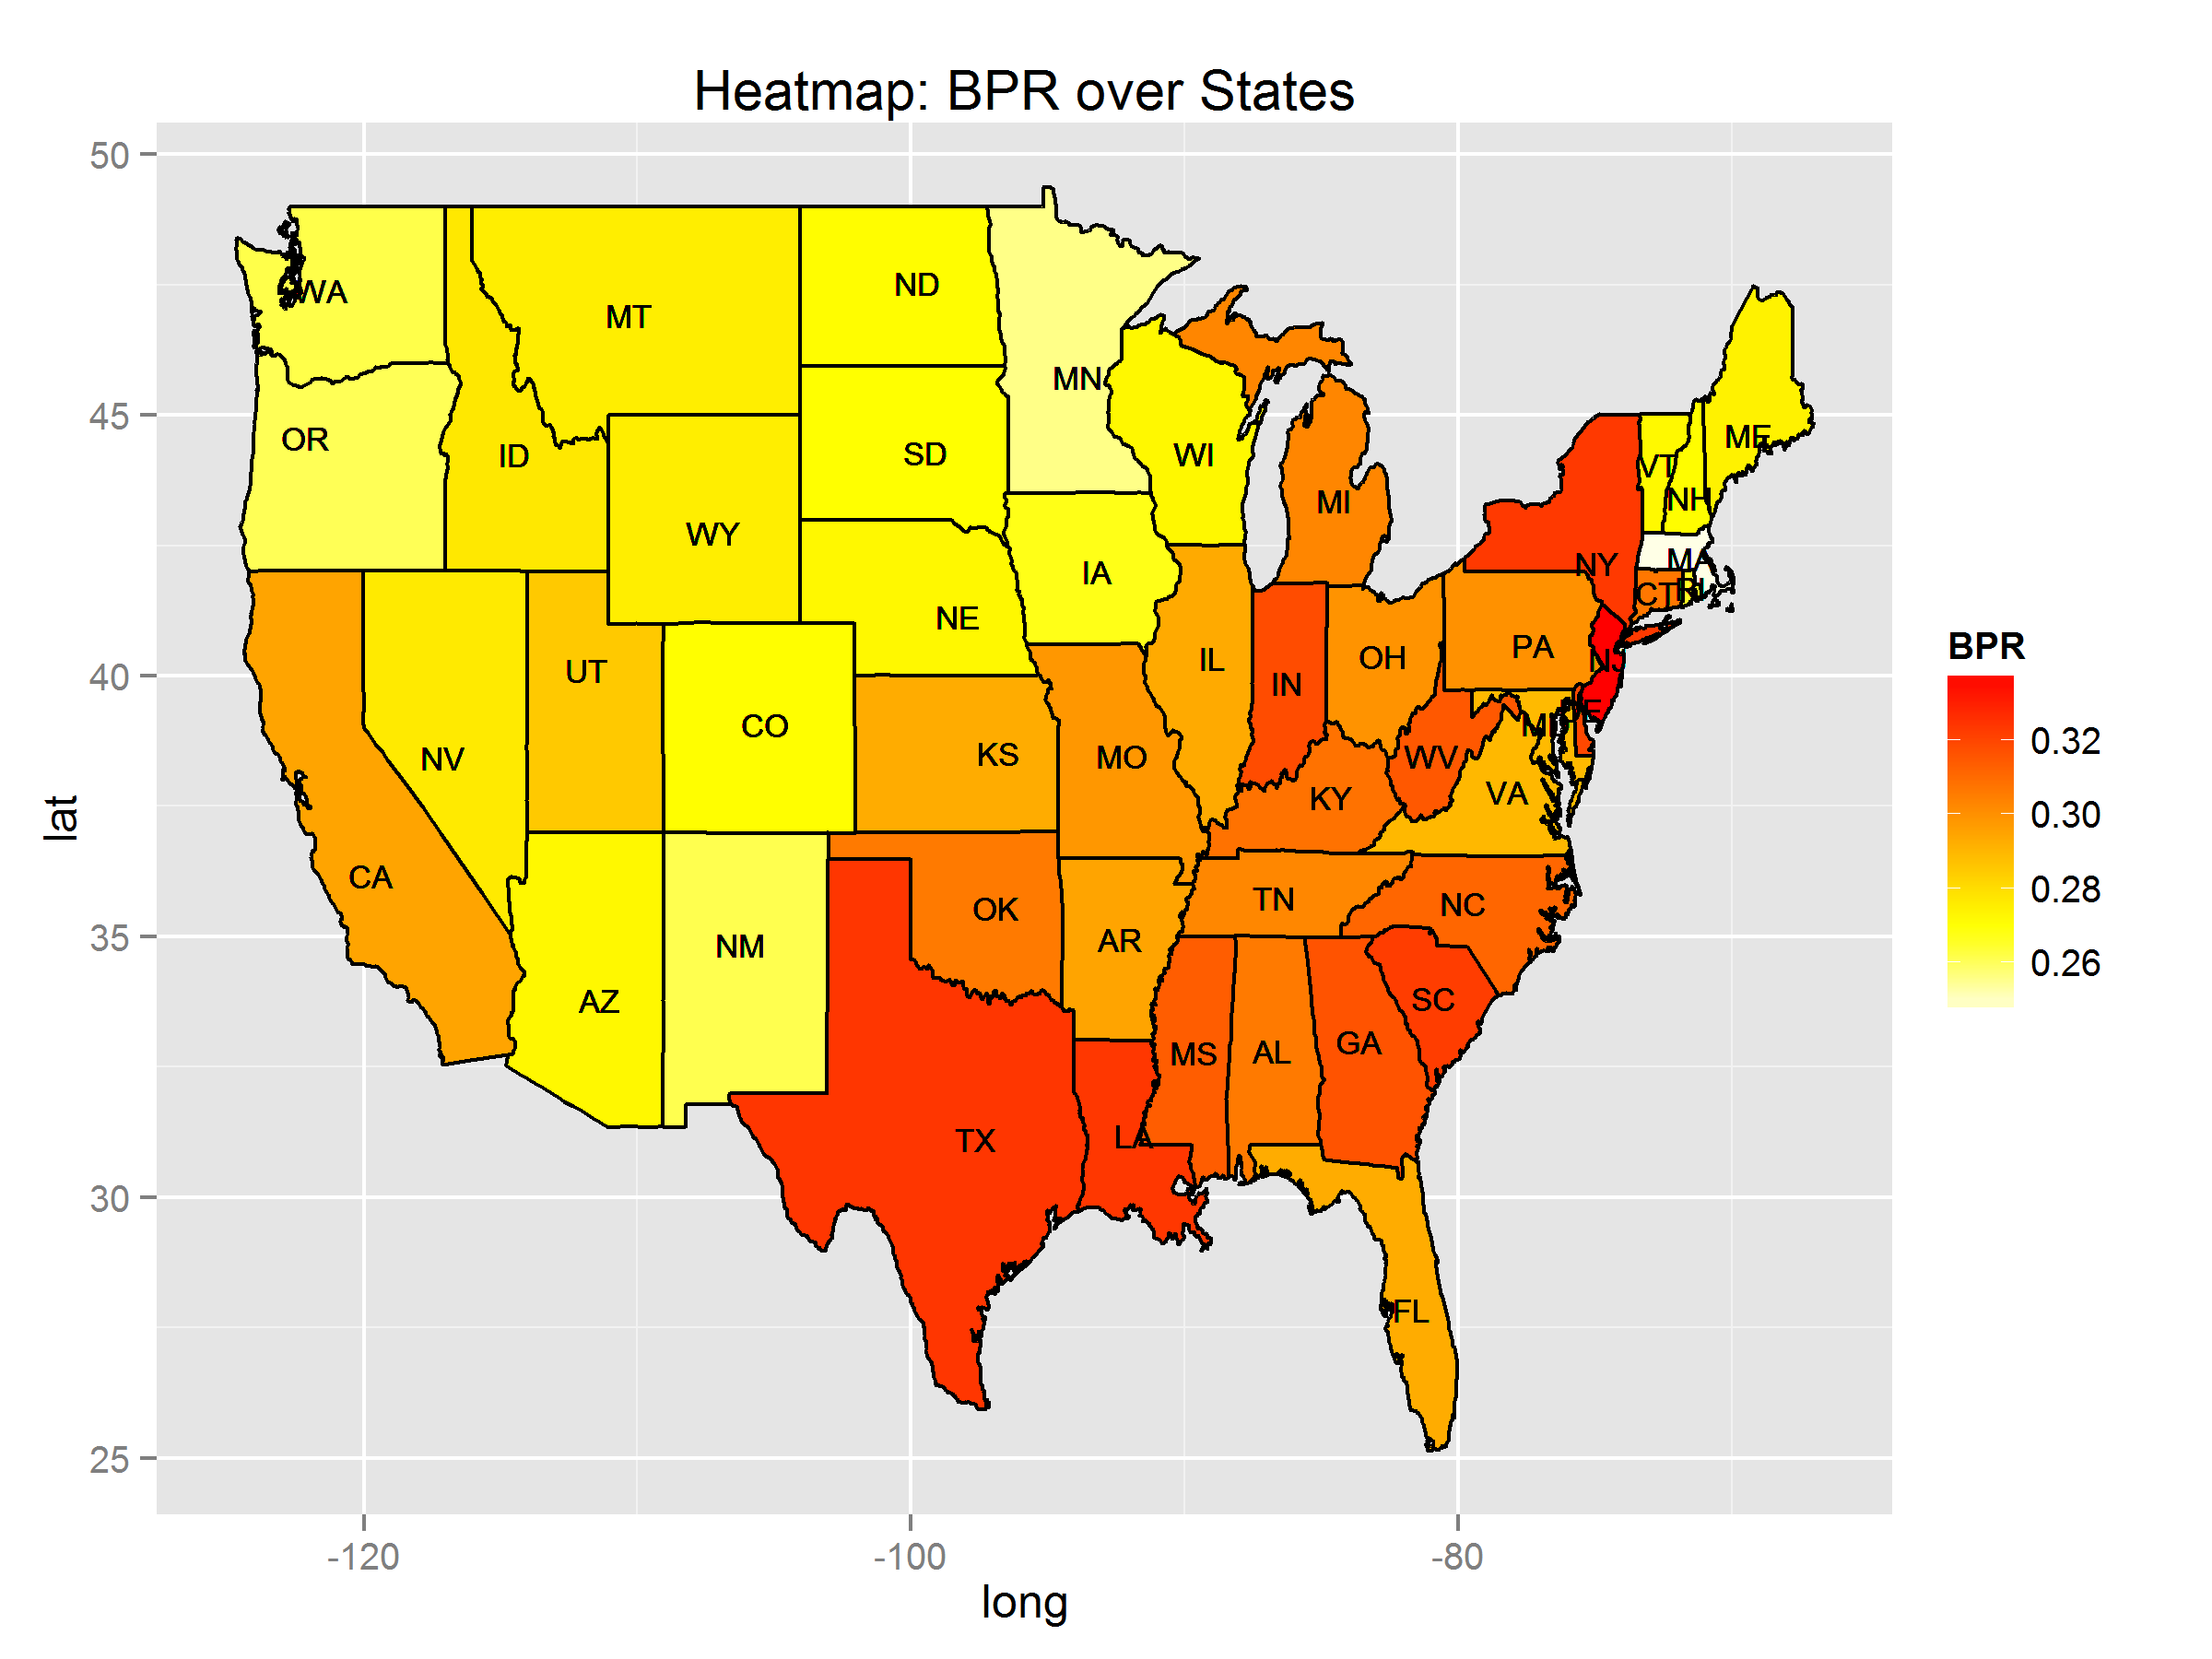 Heatmap: BPR over States
50
45
40
35
30
25
lat
-120
-100
-80
long
WA
MT
ND
MN
OR
ID
SD
WI
WY
MI
VT
ME
NH
NY
MA
IA
NE
CT
RI
UT
IL
OH
PA
NJ
IN
CO
NV
KS
MO
WV
MD
DE
VA
KY
CA
OK
TN
NC
NM
AR
AZ
SC
MS
AL
GA
TX
LA
FL
BPR
0.32
0.30
0.28
0.26